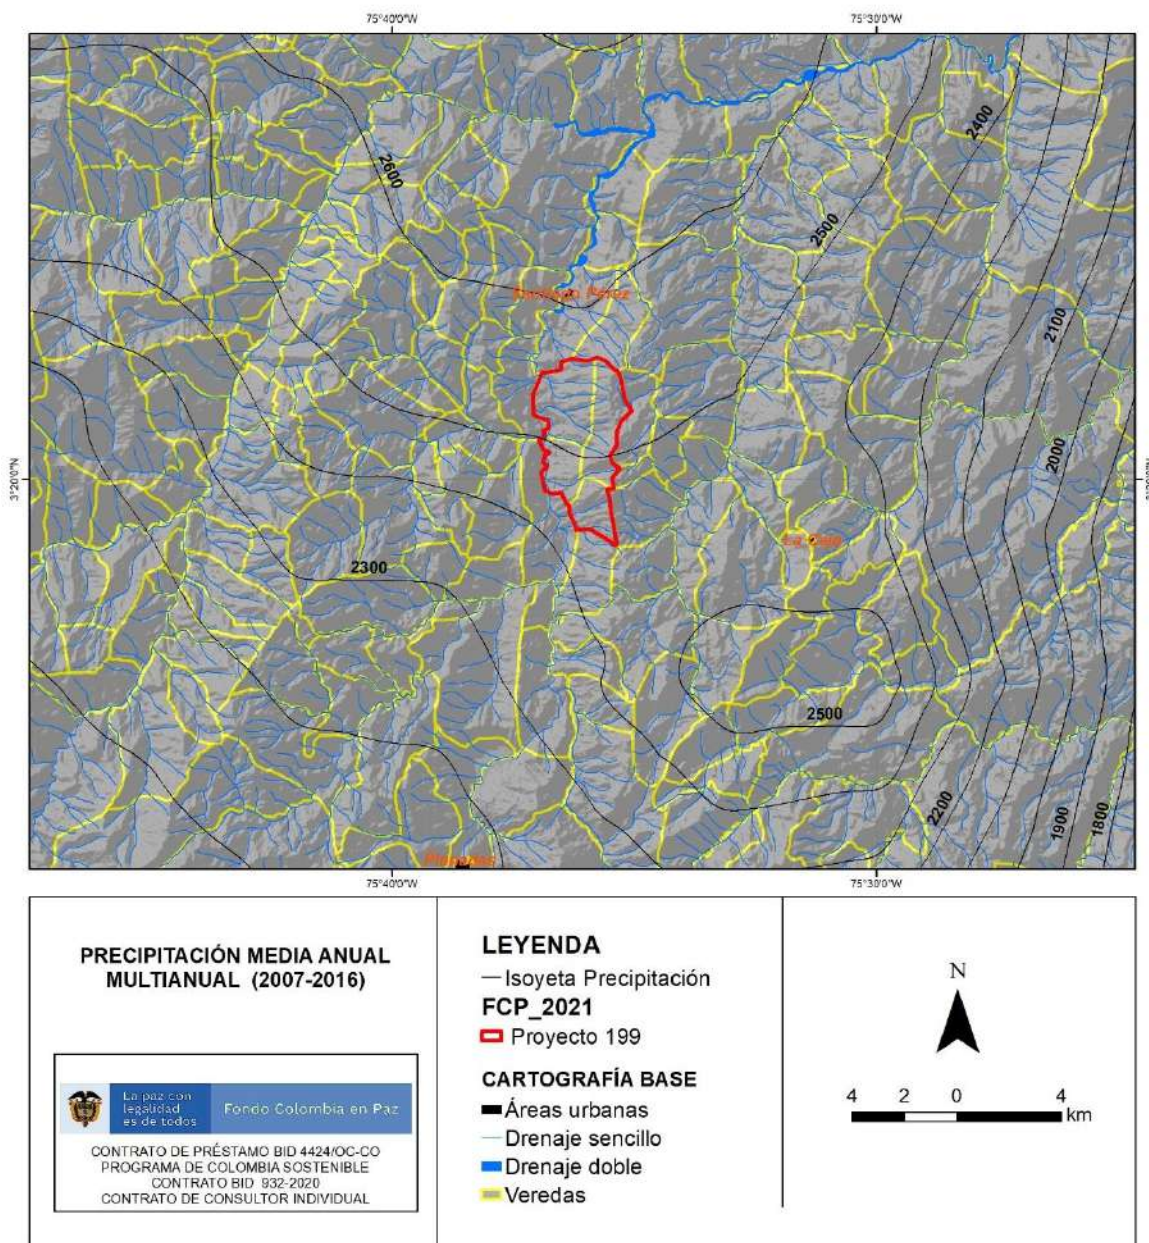 75°40'0"W
75°30'0"W
2600
2400
2500
2100
2000
3°20'0"N
2300
2500
2200
1900
1800
75°40'0"W
75°30'0"W
PRECIPITACIÓN MEDIA ANUAL
MULTIANUAL (2007-2016)
La paz con
legalidad
es de todos
Fondo Colombia en Paz
CONTRATO DE PRÉSTAMO BID 4424/OC-CO
PROGRAMA DE COLOMBIA SOSTENIBLE
CONTRATO BID 932-2020
CONTRATO DE CONSULTOR INDIVIDUAL
LEYENDA
Isoyeta Precipitación
FCP_2021
Proyecto 199
CARTOGRAFÍA BASE
Áreas urbanas
Drenaje sencillo
Drenaje doble
Veredas
N
4 2 0 4
km